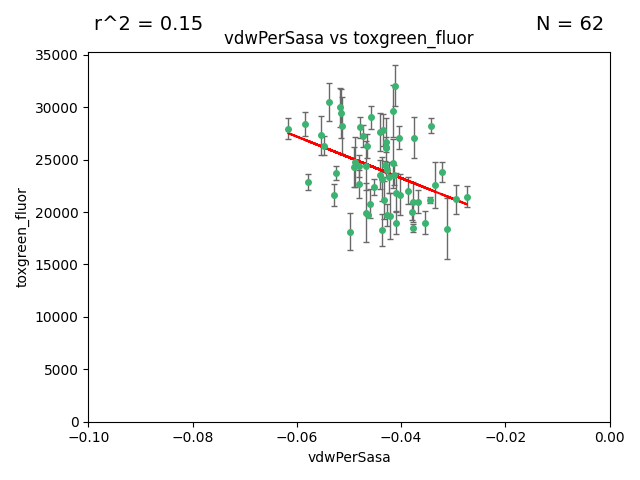 r^2 = 0.15
N = 62
vdwPerSasa vs toxgreen_fluor
35000
30000
25000
20000
15000
10000
5000
0
toxgreen_fluor
−0.10
−0.08
−0.06
−0.04
−0.02
0.00
vdwPerSasa